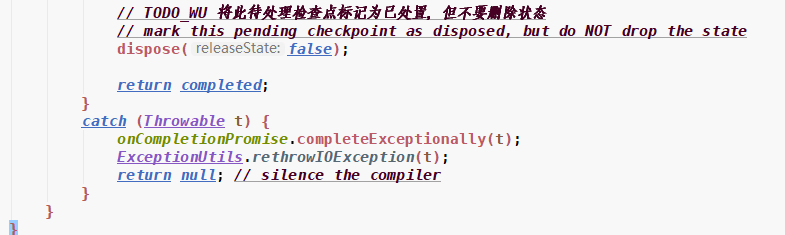 // TODO_WU 将此待处理检查点标记为已处置，但不要删除状态
// mark this pending checkpoint as disposed, but do NOT drop the state
dispose( releaseState: false);
return completed;
}
catch (Throwable t) {
onCompletionPromise.completeExceptionally(t);
ExceptionUtils.rethrowIOException(t);
return null; // silence the compiler
}
}
}